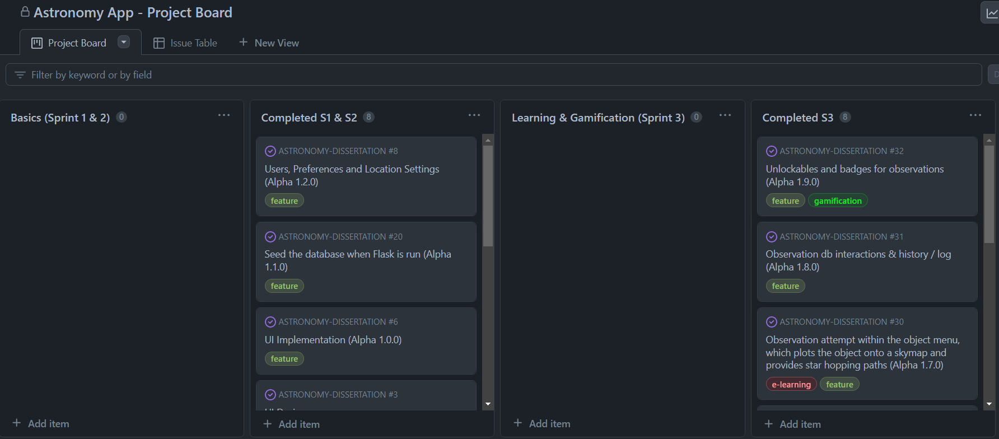 Astronomy App - Project Board
Project Board
Issue Table
New View
Filter by keyword or by field
Basics (Sprint 1 & 2) 0
Add item
Completed S1 & S2 8
ASTRONOMY-DISSERTATION #8
Users, Preferences and Location Settings
(Alpha 1.2.0)
feature
ASTRONOMY-DISSERTATION #20
Seed the database when Flask is run (Alpha
1.1.0)
feature
ASTRONOMY-DISSERTATION #6
UI Implementation (Alpha 1.0.0)
feature
ASTRONOMY-DISSERTATION #3
Add item
Learning & Gamification (Sprint 3) 0
Add item
Completed S3 8
ASTRONOMY-DISSERTATION #32
Unlockables and badges for observations
(Alpha 1.9.0)
feature gamification
ASTRONOMY-DISSERTATION #31
Observation db interactions & history / log
(Alpha 1.8.0)
feature
ASTRONOMY-DISSERTATION #30
Observation attempt within the object menu,
which plots the object onto a skymap and
provides star hopping paths (Alpha 1.7.0)
e-learning feature
Add item